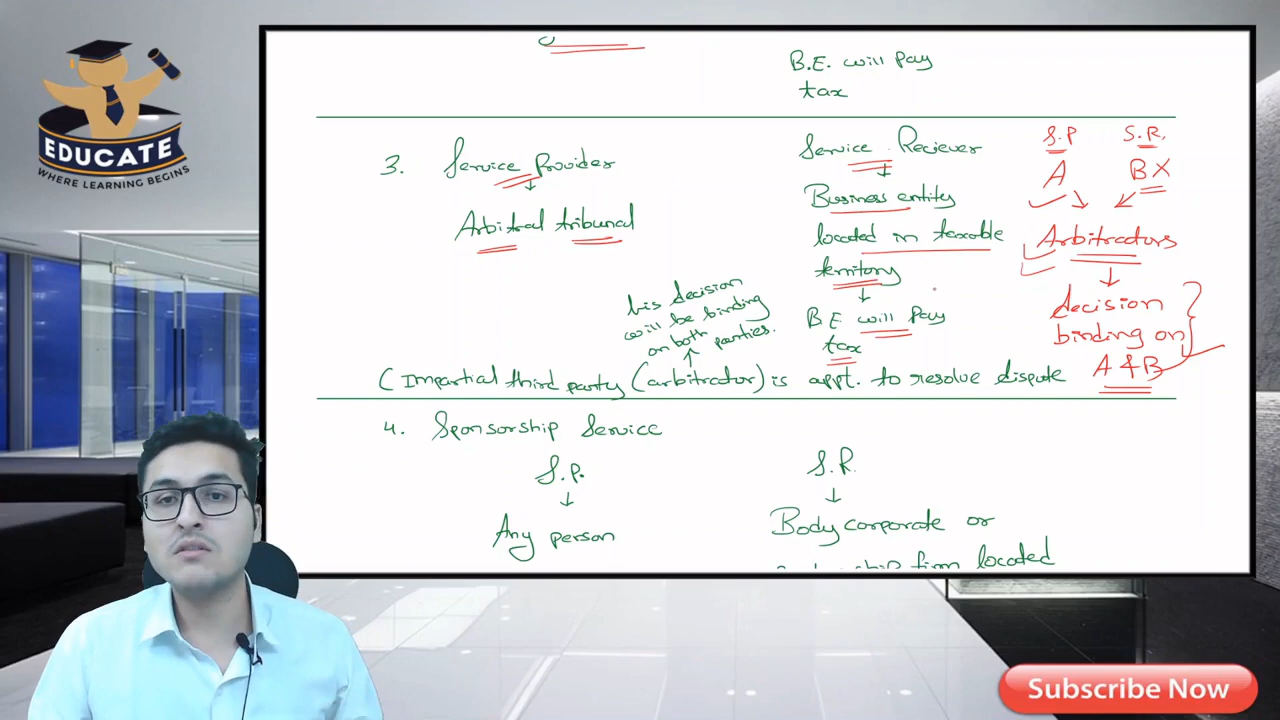 EDUCATE
WHERE LEARNING BEGINS
B.E. will pay
tax
3. Service Provider
Arbitral tribunal
Service Reciever
Business entity
located in taxable
territory
B E will pay
tax
his decision
will be binding
on both parties.
( Impartial third party (arbitrator) is appt. to resolve dispute
S.P S.R.
A B X
Arbitrators
decision
binding on
A & B
4. Sponsorship Service
S.P.
Any person
S.R.
Body corporate or
firm located
Subscribe Now